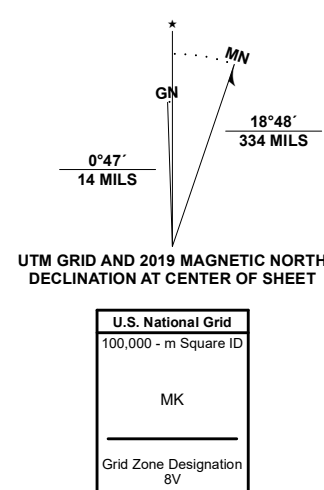 ★
MN
GN
18°48´
334 MILS
0°47´
14 MILS
UTM GRID AND 2019 MAGNETIC NORTH
DECLINATION AT CENTER OF SHEET
U.S. National Grid
100,000 - m Square ID
MK
Grid Zone Designation
8V